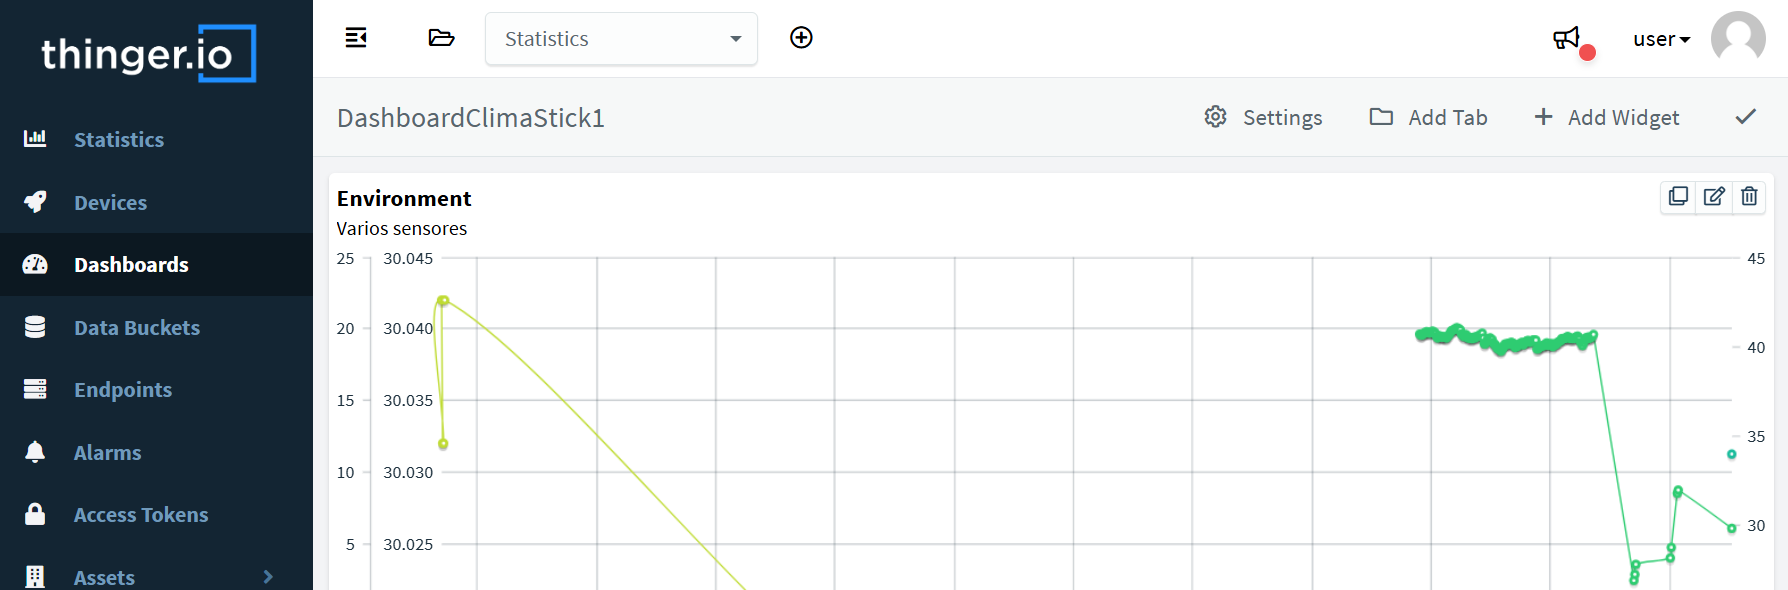 thinger.io
Statistics
user
Statistics
Devices
Dashboards
Data Buckets
Endpoints
Alarms
Access Tokens
Assets
DashboardClimaStick1
Settings
Add Tab
Add Widget
Environment
Varios sensores
25 30.045 45
20 30.040 40
15 30.035 35
10 30.030 30
5 30.025